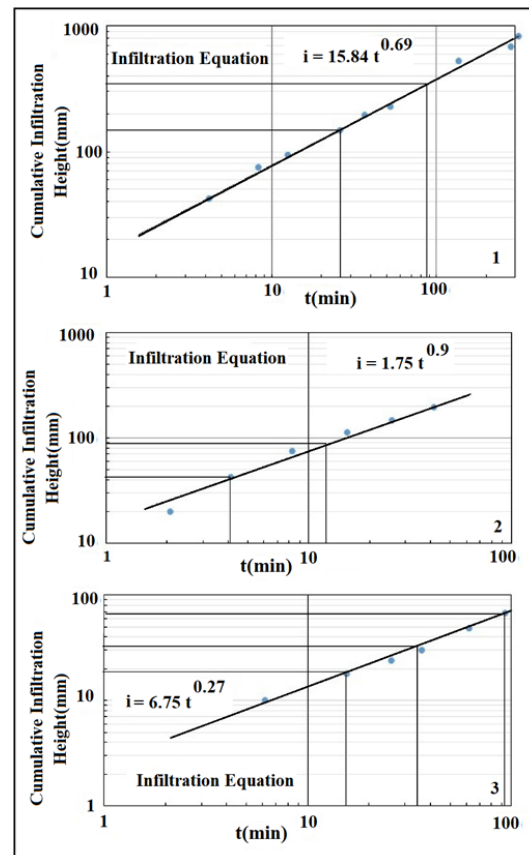 1000
Infiltration Equation
i = 15.84 t^0.69
Cumulative Infiltration
Height(mm)
100
10
1
1
10
100
t(min)
1000
Infiltration Equation
i = 1.75 t^0.9
Cumulative Infiltration
Height(mm)
100
10
2
1
10
100
t(min)
100
Cumulative Infiltration
Height(mm)
10
i = 6.75 t^0.27
Infiltration Equation
3
1
1
10
100
t(min)